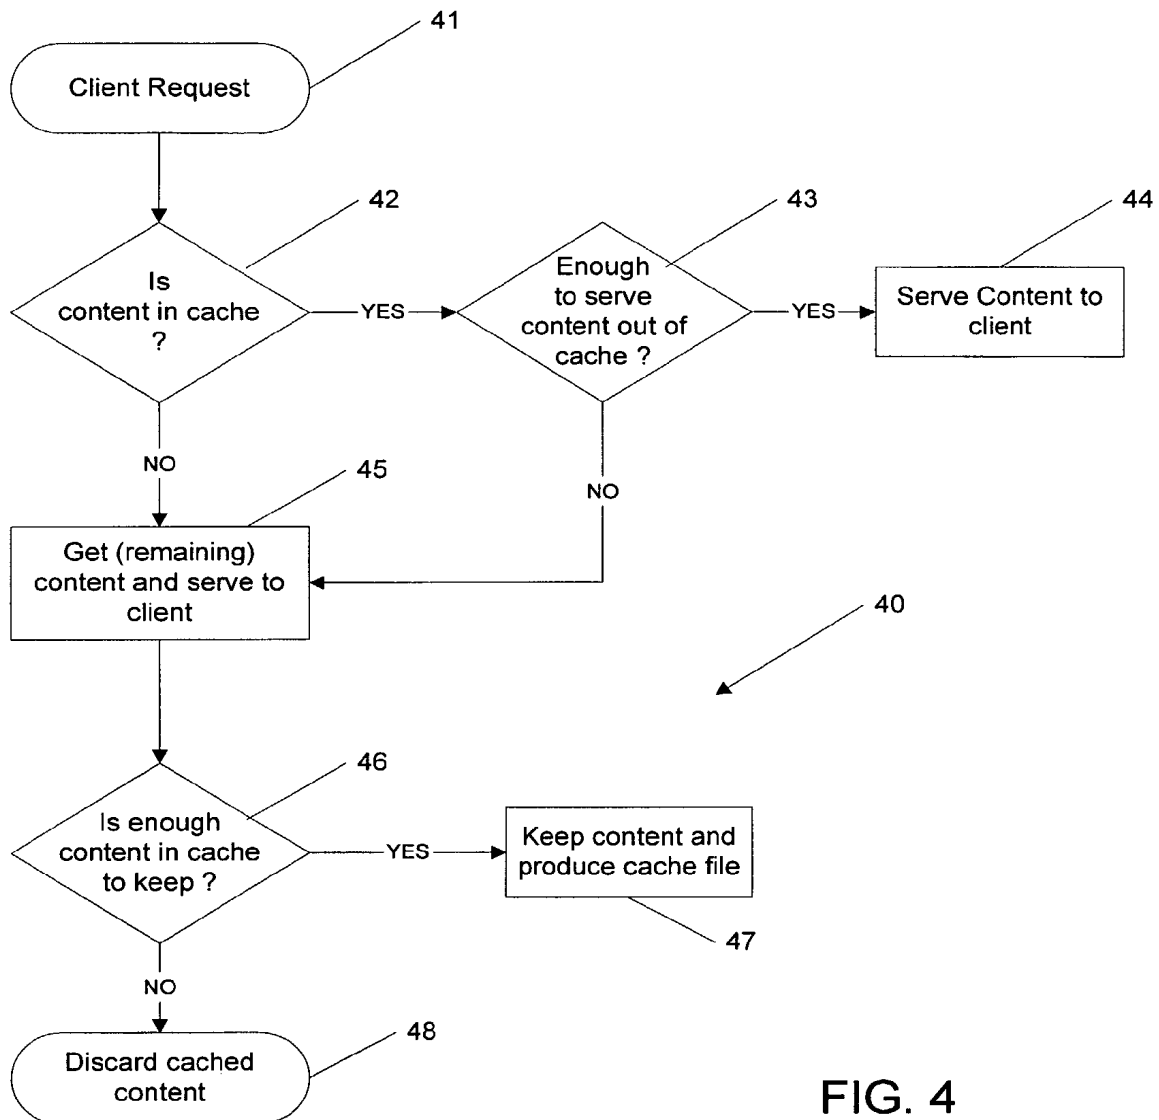 41
Client Request
42
43
44
Is
content in cache
?
YES
Enough
to serve
content out of
cache ?
YES
Serve Content to
client
NO
45
NO
Get (remaining)
content and serve to
client
40
46
Is enough
content in cache
to keep ?
YES
Keep content and
produce cache file
47
NO
48
Discard cached
content
FIG. 4